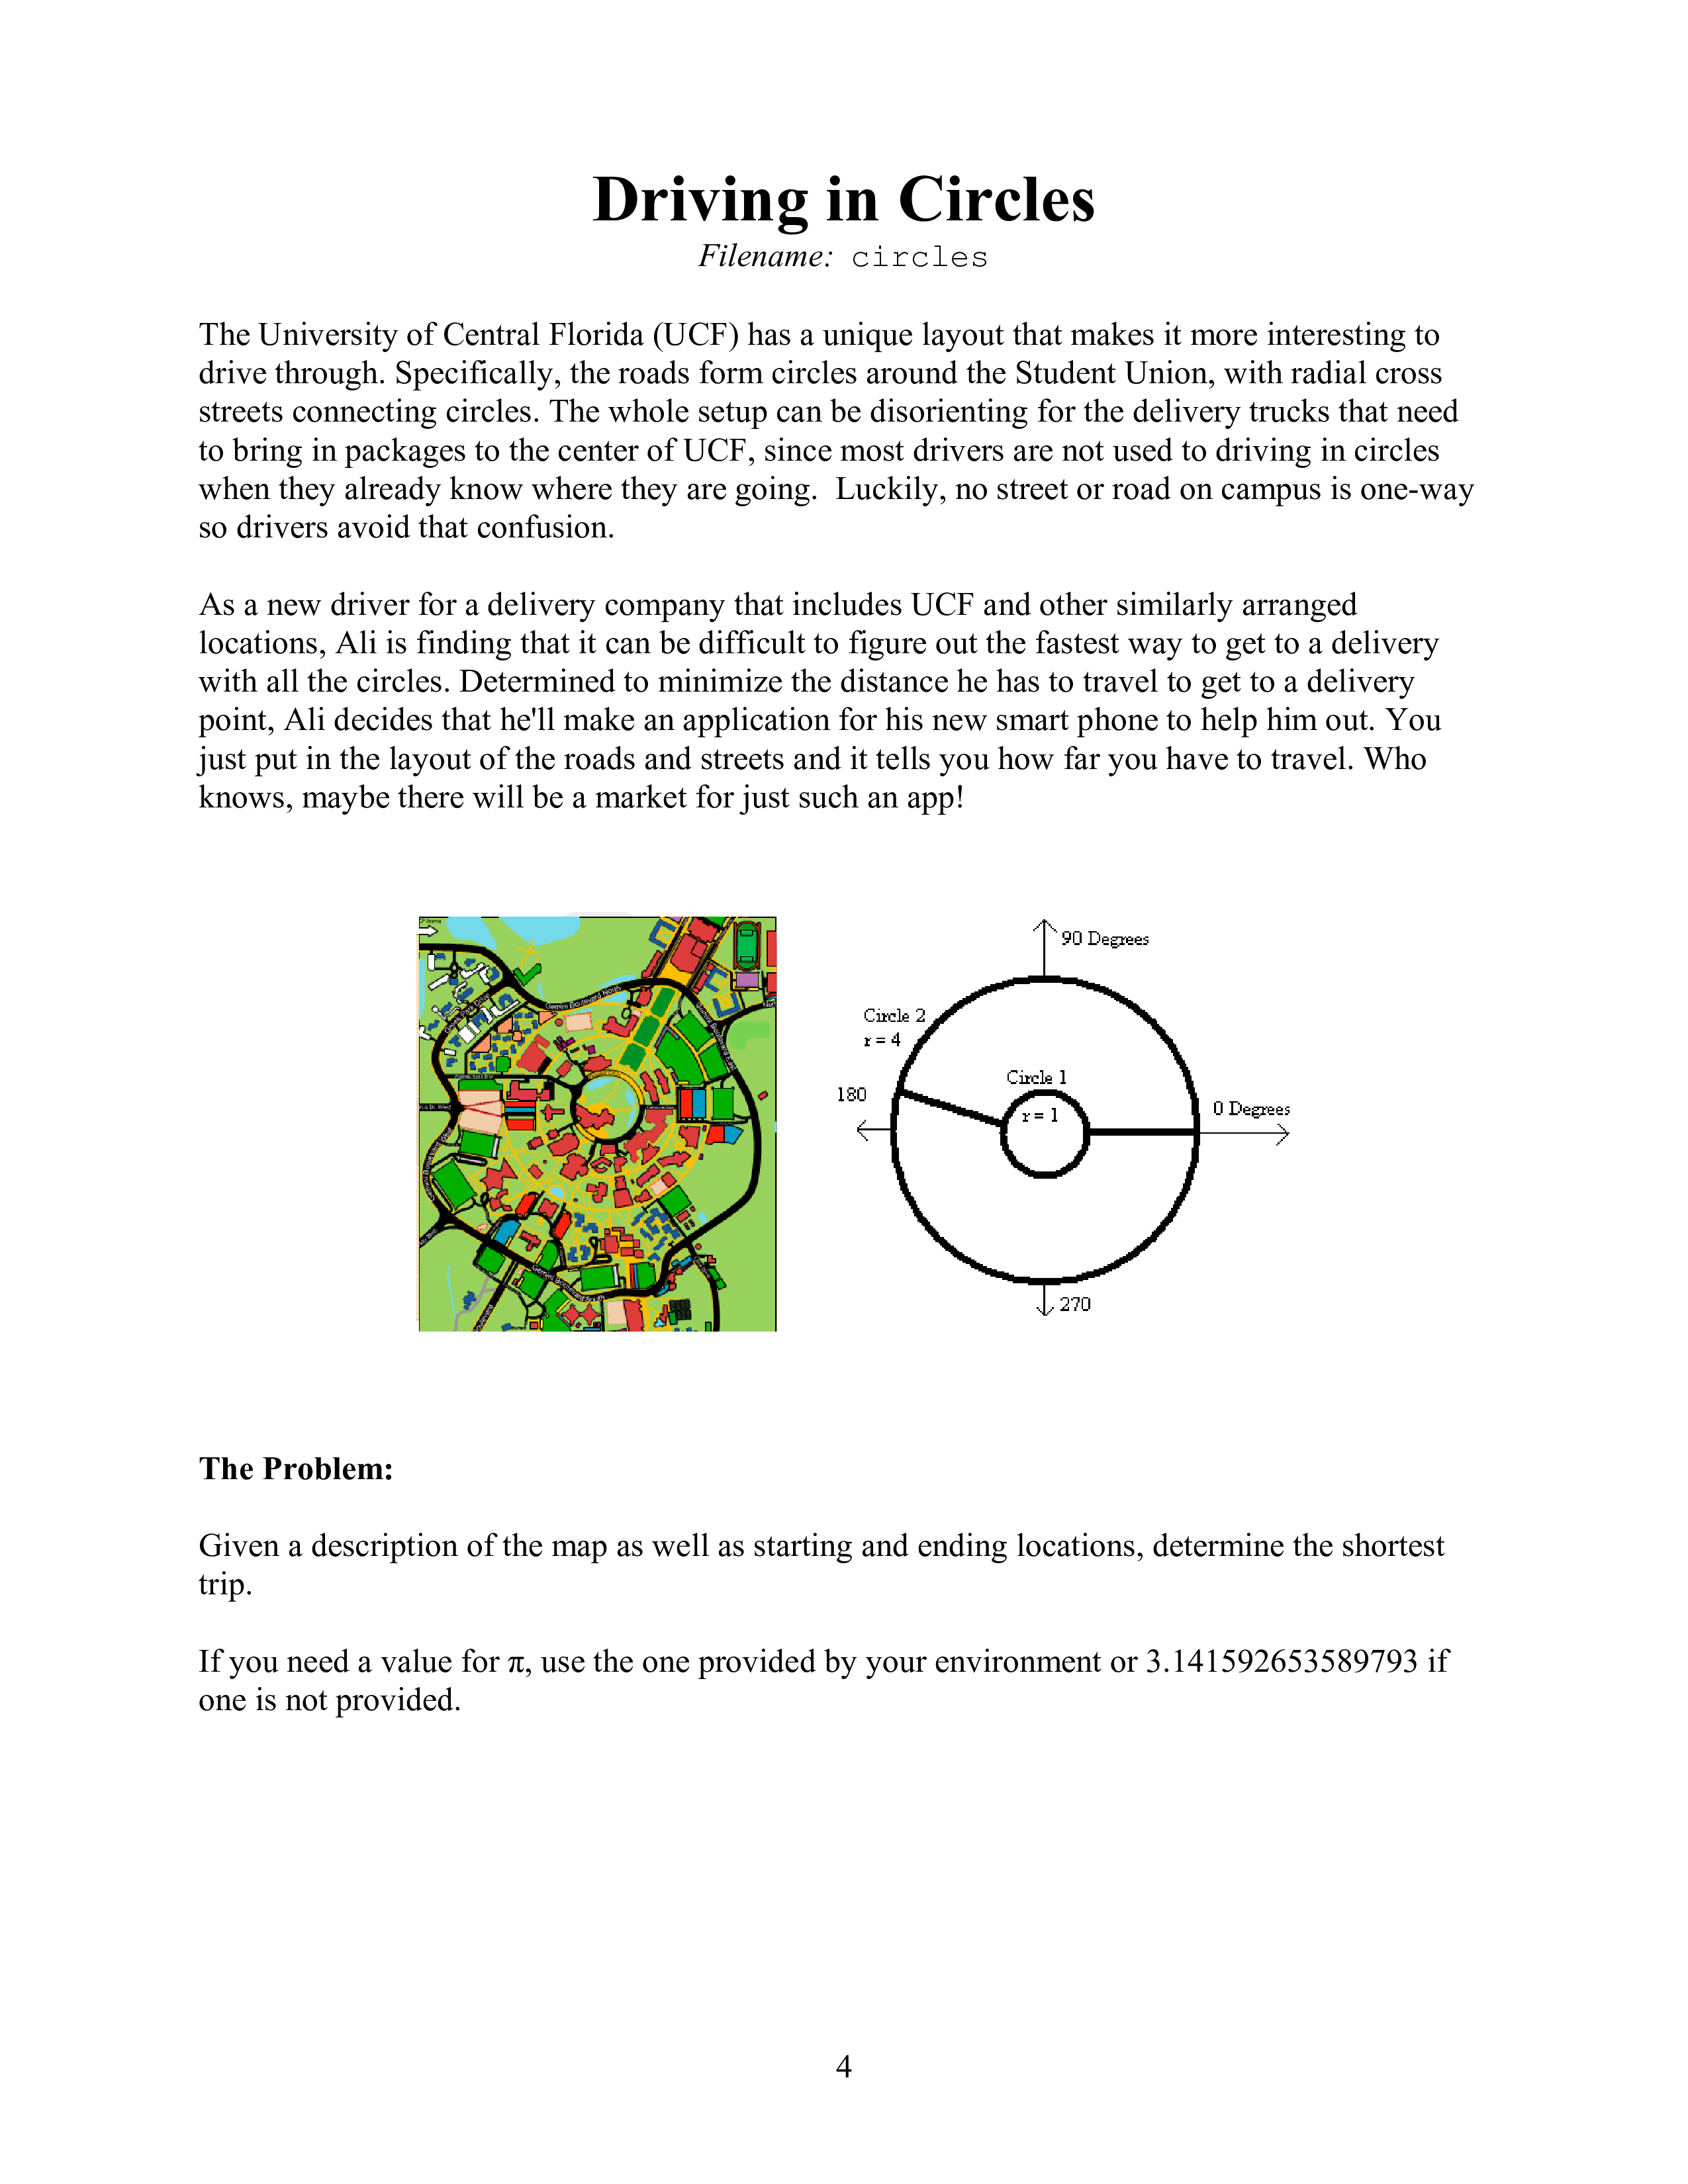 Driving in Circles
Filename: circles
The University of Central Florida (UCF) has a unique layout that makes it more interesting to
drive through. Specifically, the roads form circles around the Student Union, with radial cross
streets connecting circles. The whole setup can be disorienting for the delivery trucks that need
to bring in packages to the center of UCF, since most drivers are not used to driving in circles
when they already know where they are going.  Luckily, no street or road on campus is one-way
so drivers avoid that confusion.
As a new driver for a delivery company that includes UCF and other similarly arranged
locations, Ali is finding that it can be difficult to figure out the fastest way to get to a delivery
with all the circles. Determined to minimize the distance he has to travel to get to a delivery
point, Ali decides that he'll make an application for his new smart phone to help him out. You
just put in the layout of the roads and streets and it tells you how far you have to travel. Who
knows, maybe there will be a market for just such an app!
Gemini Boulevard North
Gemini Boulevard South
90 Degrees
Circle 2
r = 4
Circle 1
r = 1
180
0 Degrees
270
The Problem:
Given a description of the map as well as starting and ending locations, determine the shortest
trip.
If you need a value for π, use the one provided by your environment or 3.141592653589793 if
one is not provided.
4